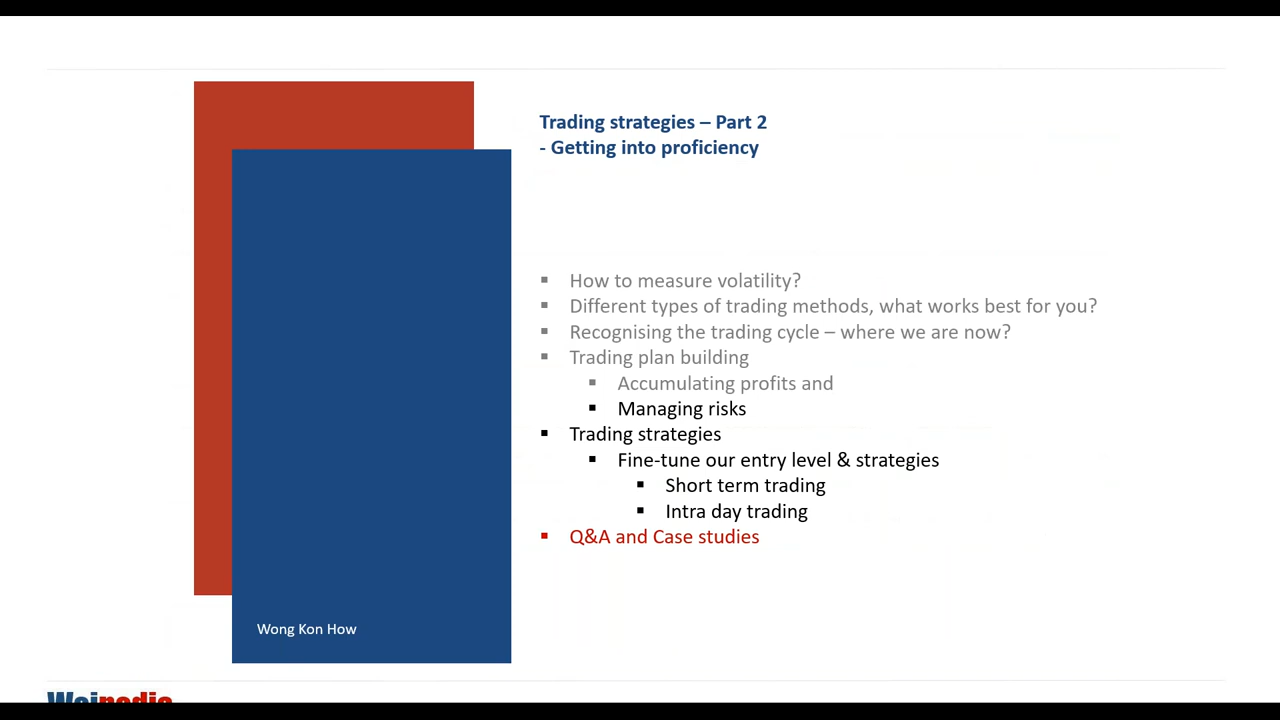 Trading strategies – Part 2
- Getting into proficiency
▪ How to measure volatility?
▪ Different types of trading methods, what works best for you?
▪ Recognising the trading cycle – where we are now?
▪ Trading plan building
▪ Accumulating profits and
▪ Managing risks
▪ Trading strategies
▪ Fine-tune our entry level & strategies
▪ Short term trading
▪ Intra day trading
▪ Q&A and Case studies
Wong Kon How